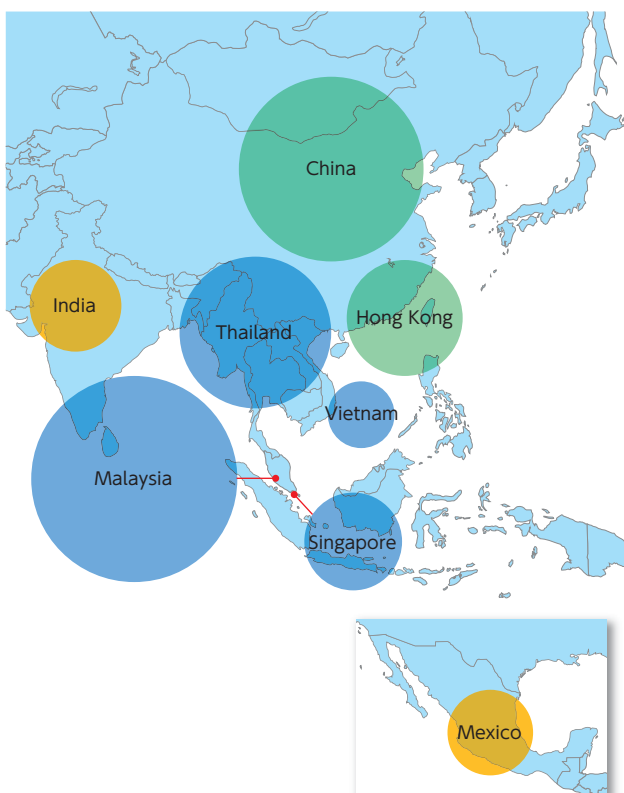 China
India
Hong Kong
Thailand
Vietnam
Malaysia
Singapore
Mexico